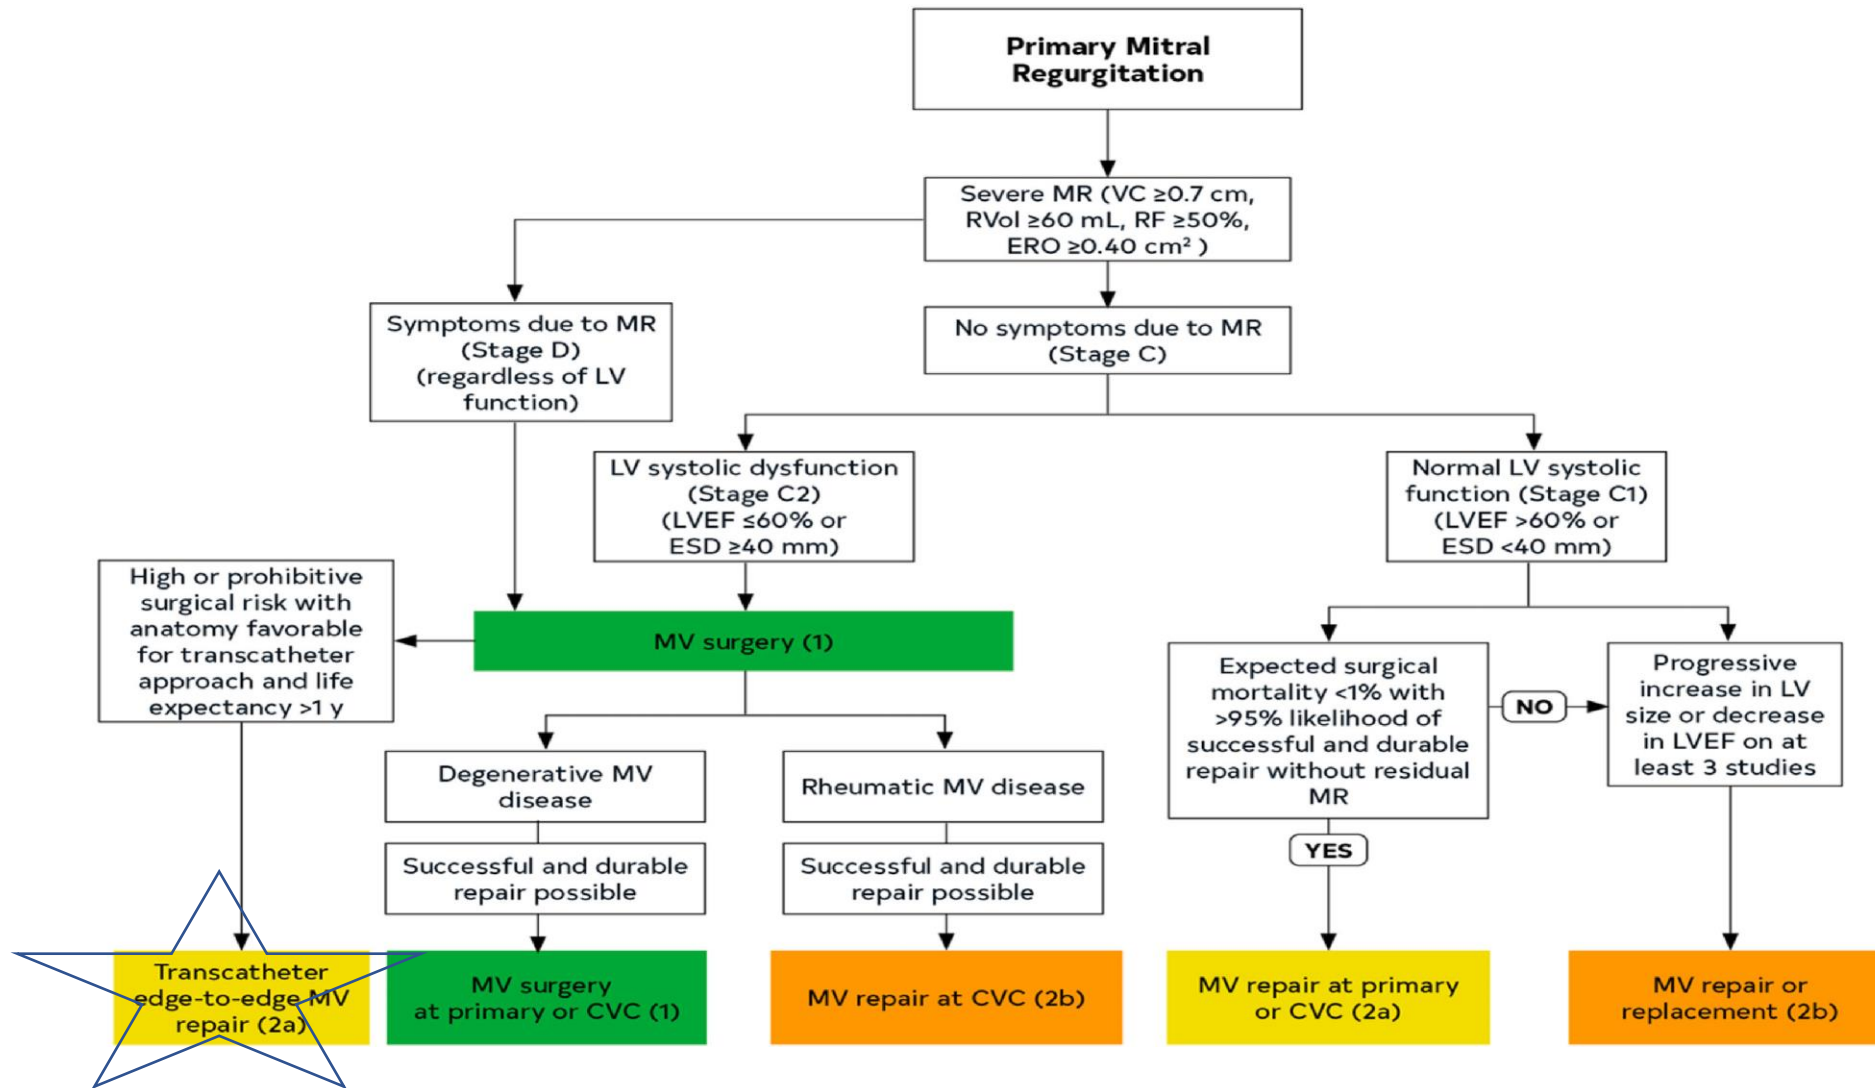 Primary Mitral
Regurgitation
Severe MR (VC ≥0.7 cm,
RVol ≥60 mL, RF ≥50%,
ERO ≥0.40 cm² )
Symptoms due to MR
(Stage D)
(regardless of LV
function)
No symptoms due to MR
(Stage C)
LV systolic dysfunction
(Stage C2)
(LVEF ≤60% or
ESD ≥40 mm)
Normal LV systolic
function (Stage C1)
(LVEF >60% or
ESD <40 mm)
High or prohibitive
surgical risk with
anatomy favorable
for transcatheter
approach and life
expectancy >1 y
MV surgery (1)
Expected surgical
mortality <1% with
>95% likelihood of
successful and durable
repair without residual
MR
NO
Progressive
increase in LV
size or decrease
in LVEF on at
least 3 studies
Degenerative MV
disease
Rheumatic MV disease
YES
Successful and durable
repair possible
Successful and durable
repair possible
Transcatheter
edge-to-edge MV
repair (2a)
MV surgery
at primary or CVC (1)
MV repair at CVC (2b)
MV repair at primary
or CVC (2a)
MV repair or
replacement (2b)